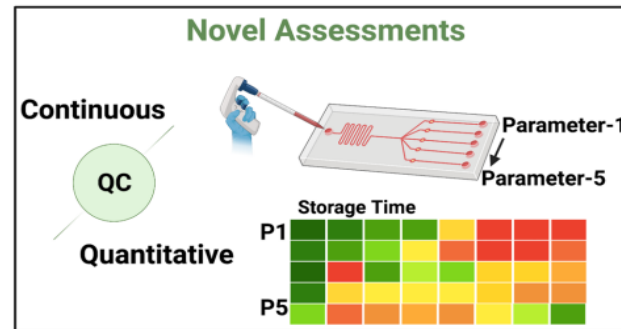 Novel Assessments
Continuous
QC
Quantitative
Parameter-1
Parameter-5
Storage Time
P1
P5